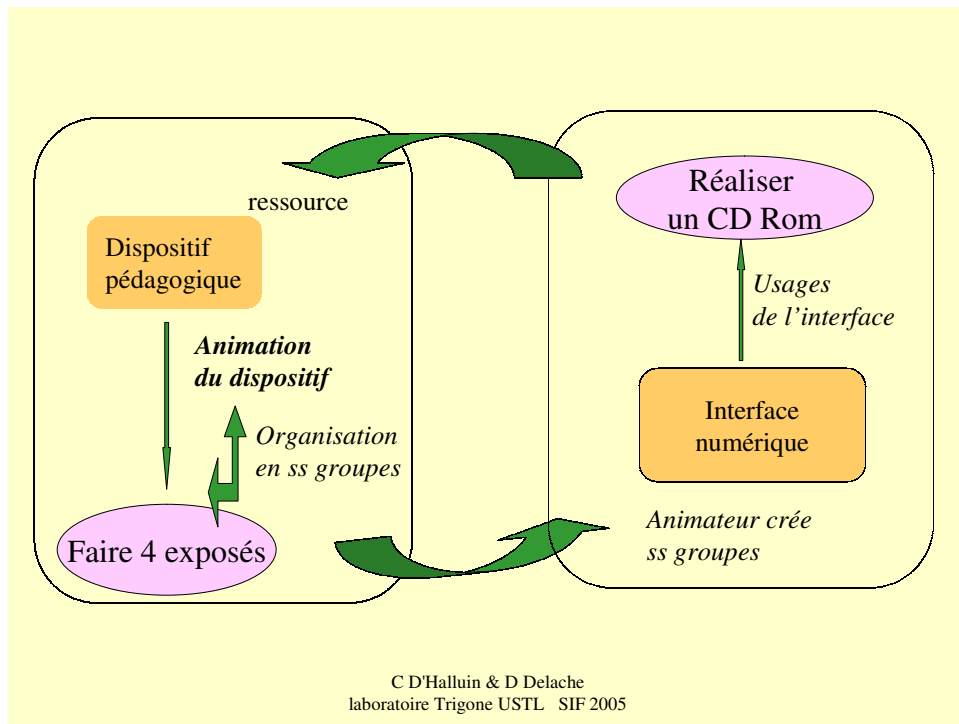 ressource
Dispositif
pédagogique
Animation
du dispositif
Organisation
en ss groupes
Faire 4 exposés
Réaliser
un CD Rom
Usages
de l'interface
Interface
numérique
Animateur crée
ss groupes
C D'Halluin & D Delache
laboratoire Trigone USTL SIF 2005